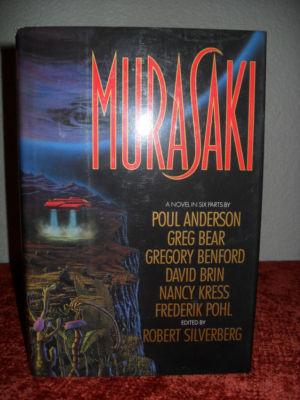 MURASAKI
A NOVEL IN SIX PARTS BY
POUL ANDERSON
GREG BEAR
GREGORY BENFORD
DAVID BRIN
NANCY KRESS
FREDERIK POHL
EDITED BY
ROBERT SILVERBERG